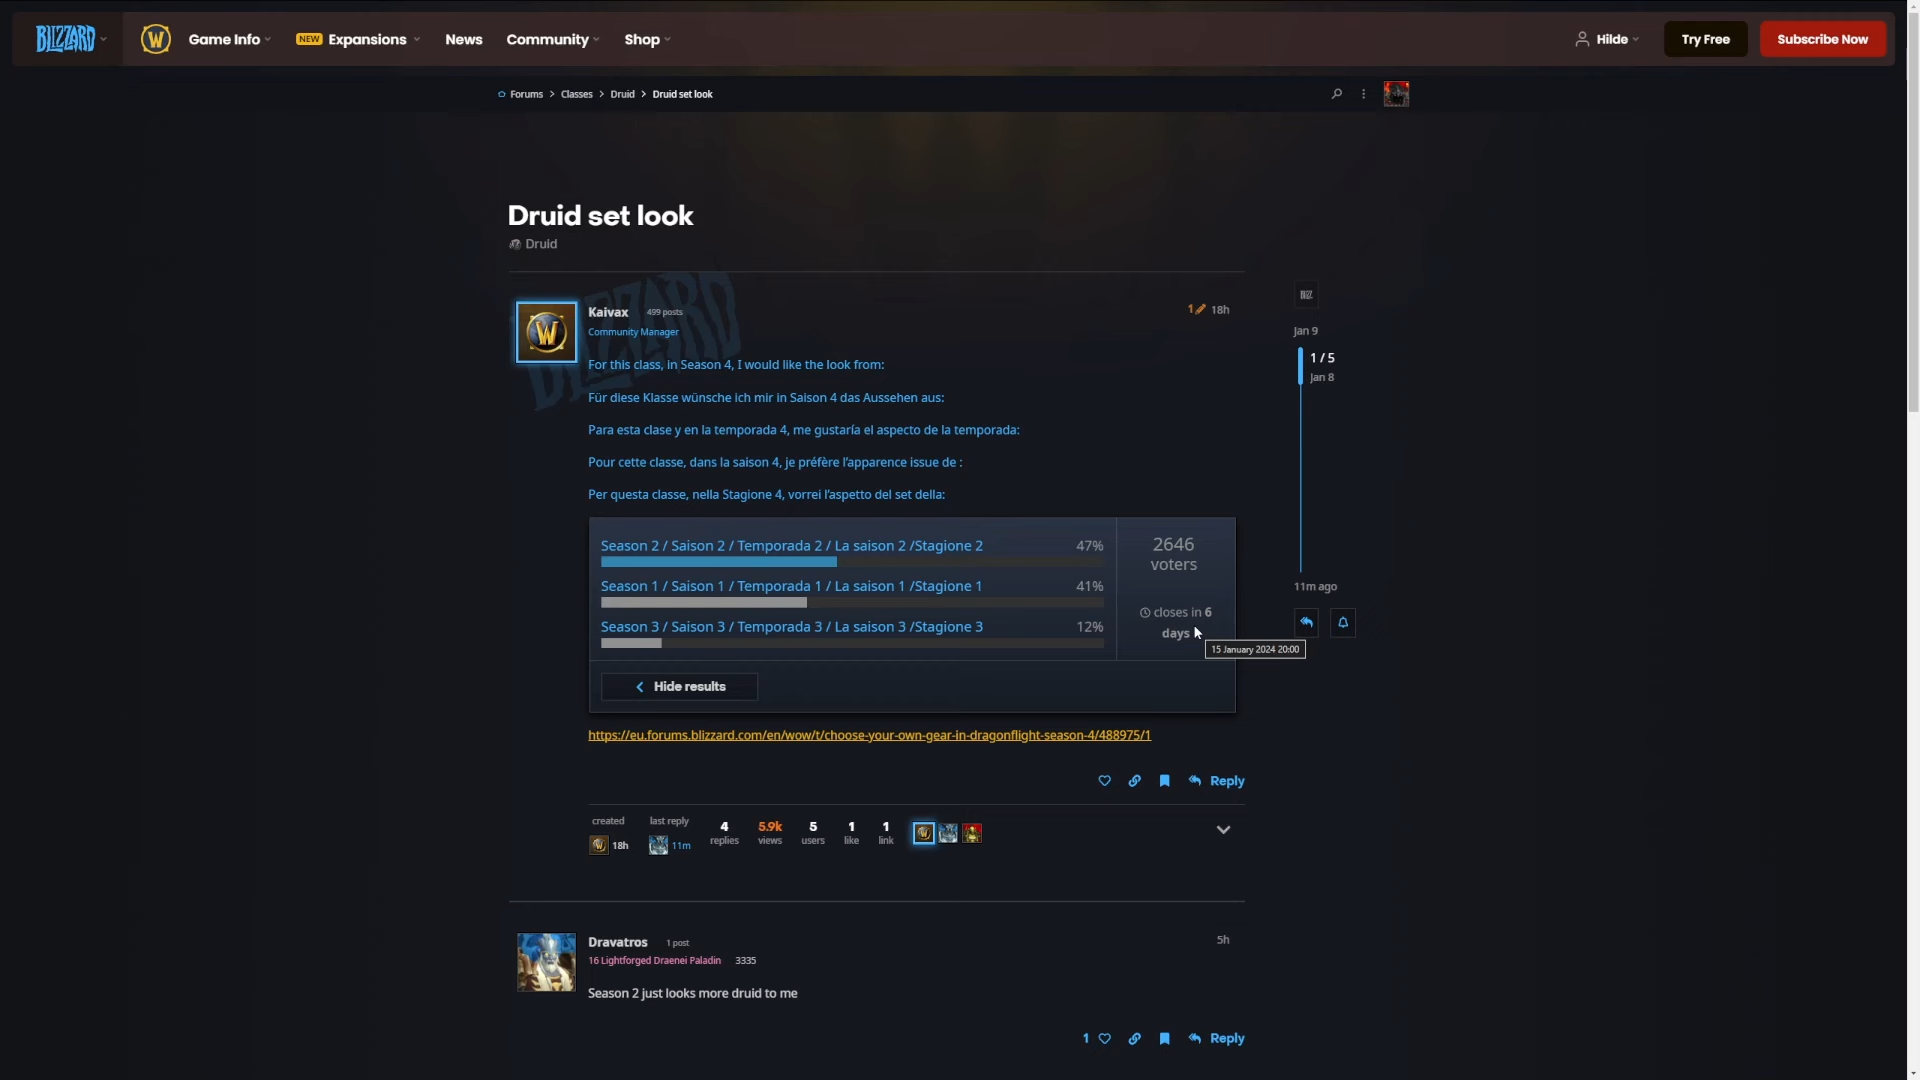 BLIZZARD
W
Game Info
NEW Expansions
News
Community
Shop
Hilde
Try Free
Subscribe Now
Forums > Classes > Druid > Druid set look
Druid set look
Druid
BLIZZARD
Kaivax 499 posts
1 18h
Community Manager
For this class, in Season 4, I would like the look from:
Für diese Klasse wünsche ich mir in Saison 4 das Aussehen aus:
Para esta clase y en la temporada 4, me gustaría el aspecto de la temporada:
Pour cette classe, dans la saison 4, je préfère l'apparence issue de :
Per questa classe, nella Stagione 4, vorrei l'aspetto del set della:
Season 2 / Saison 2 / Temporada 2 / La saison 2 /Stagione 2 47%
Season 1 / Saison 1 / Temporada 1 / La saison 1 /Stagione 1 41%
Season 3 / Saison 3 / Temporada 3 / La saison 3 /Stagione 3 12%
2646
voters
closes in 6
days
15 January 2024 20:00
Hide results
https://eu.forums.blizzard.com/en/wow/t/choose-your-own-gear-in-dragonflight-season-4/488975/1
Reply
created
18h
last reply
11m
4
replies
5.9k
views
5
users
1
like
1
link
BLIZZ
Jan 9
1 / 5
Jan 8
11m ago
Dravatros 1 post
5h
16 Lightforged Draenei Paladin 3335
Season 2 just looks more druid to me
1
Reply